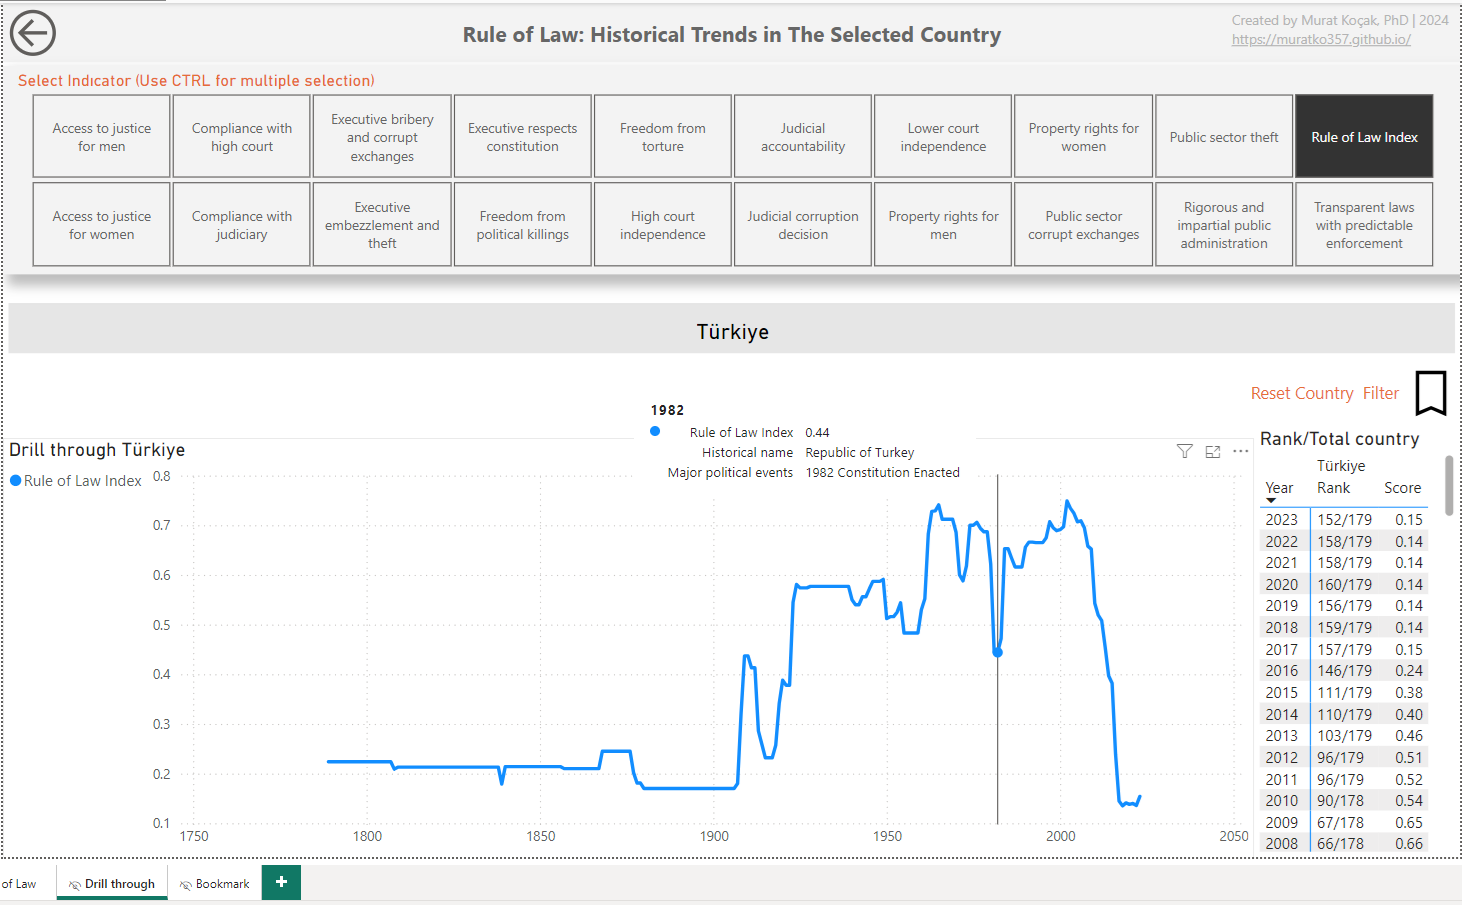 Rule of Law: Historical Trends in The Selected Country
Created by Murat Koçak, PhD | 2024
https://muratko357.github.io/
Select Indıcator (Use CTRL for multiple selection)
Access to justice
for men
Compliance with
high court
Executive bribery
and corrupt
exchanges
Executive respects
constitution
Freedom from
torture
Judicial
accountability
Lower court
independence
Property rights for
women
Public sector theft
Rule of Law Index
Access to justice
for women
Compliance with
judiciary
Executive
embezzlement and
theft
Freedom from
political killings
High court
independence
Judicial corruption
decision
Property rights for
men
Public sector
corrupt exchanges
Rigorous and
impartial public
administration
Transparent laws
with predictable
enforcement
Türkiye
Reset Country Filter
1982
Rule of Law Index 0.44
Historical name Republic of Turkey
Major political events 1982 Constitution Enacted
Drill through Türkiye
Rule of Law Index
0.8
0.7
0.6
0.5
0.4
0.3
0.2
0.1
1750 1800 1850 1900 1950 2000 2050
Rank/Total country
Türkiye
Year Rank Score
2023 152/179 0.15
2022 158/179 0.14
2021 158/179 0.14
2020 160/179 0.14
2019 156/179 0.14
2018 159/179 0.14
2017 157/179 0.15
2016 146/179 0.24
2015 111/179 0.38
2014 110/179 0.40
2013 103/179 0.46
2012 96/179 0.51
2011 96/179 0.52
2010 90/178 0.54
2009 67/178 0.65
2008 66/178 0.66
of Law
Drill through
Bookmark
+